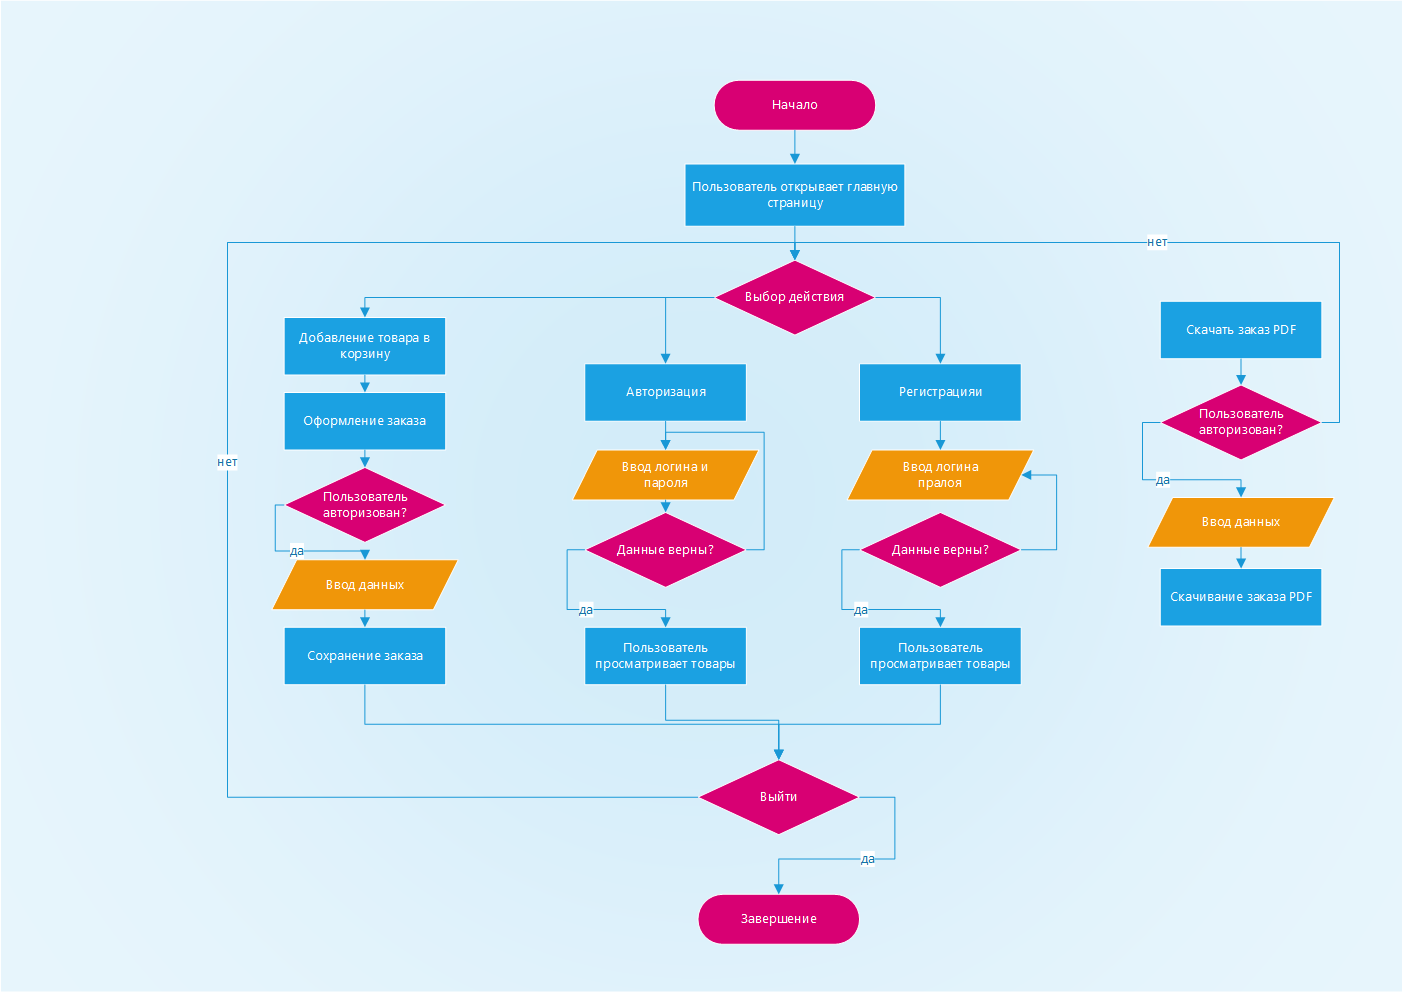 Начало
Пользователь открывает главную
страницу
нет
Выбор действия
Добавление товара в
корзину
Оформление заказа
Пользователь
авторизован?
нет
да
Ввод данных
Сохранение заказа
Авторизация
Ввод логина и
пароля
Данные верны?
да
Пользователь
просматривает товары
Регистрацияи
Ввод логина
пралоя
Данные верны?
да
Пользователь
просматривает товары
Скачать заказ PDF
Пользователь
авторизован?
да
Ввод данных
Скачивание заказа PDF
Выйти
да
Завершение